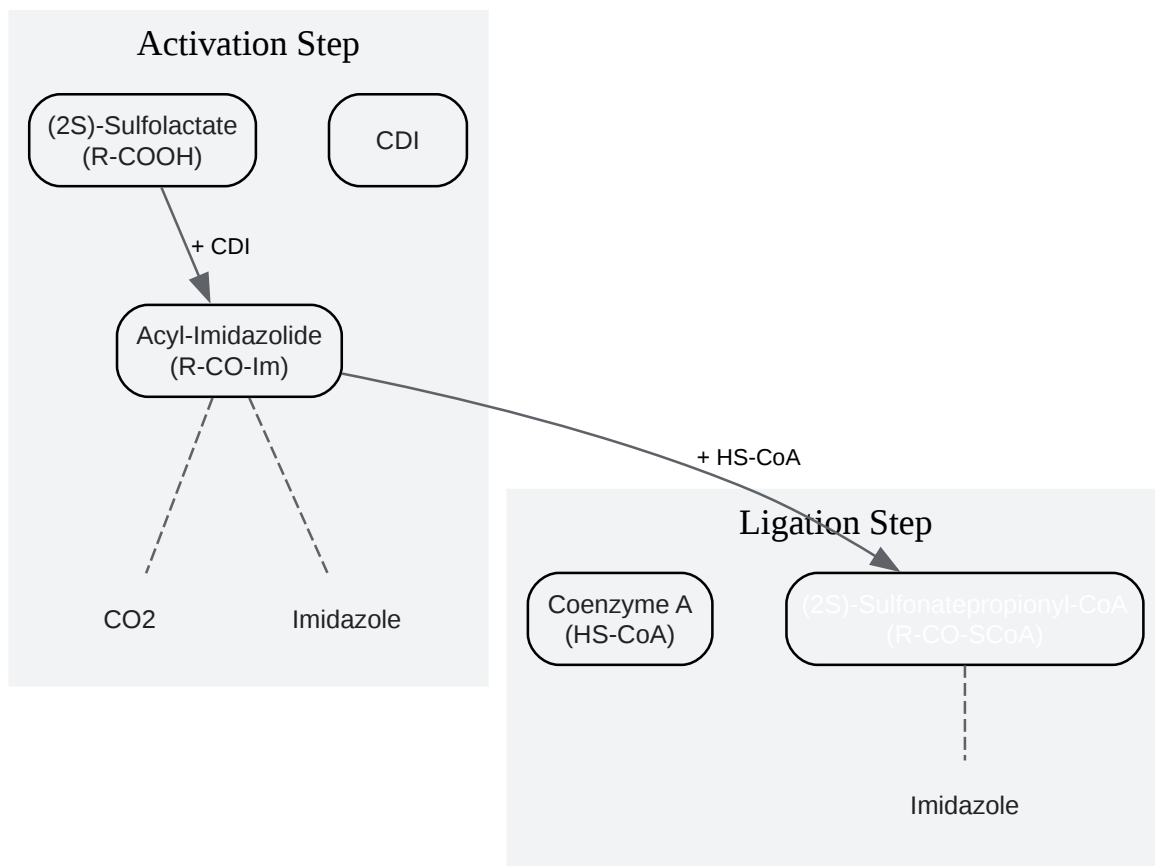 Activation Step
(2S)-Sulfolactate
(R-COOH)
CDI
+ CDI
Acyl-Imidazolide
(R-CO-Im)
CO2
Imidazole
+ HS-CoA
Ligation Step
Coenzyme A
(HS-CoA)
(2S)-Sulfonatepropionyl-CoA
(R-CO-SCoA)
Imidazole